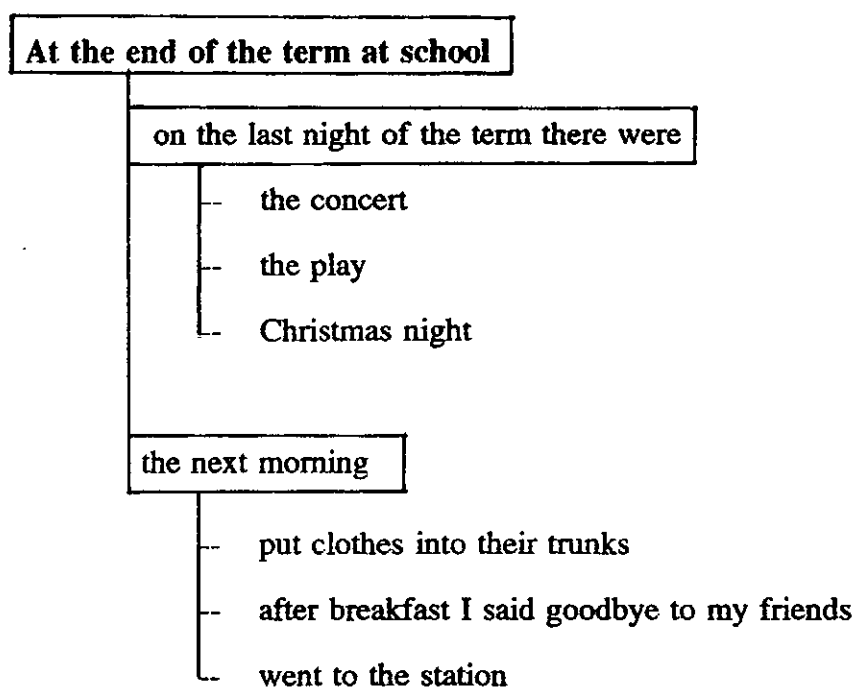 At the end of the term at school
on the last night of the term there were
the concert
the play
Christmas night
the next morning
put clothes into their trunks
after breakfast I said goodbye to my friends
went to the station